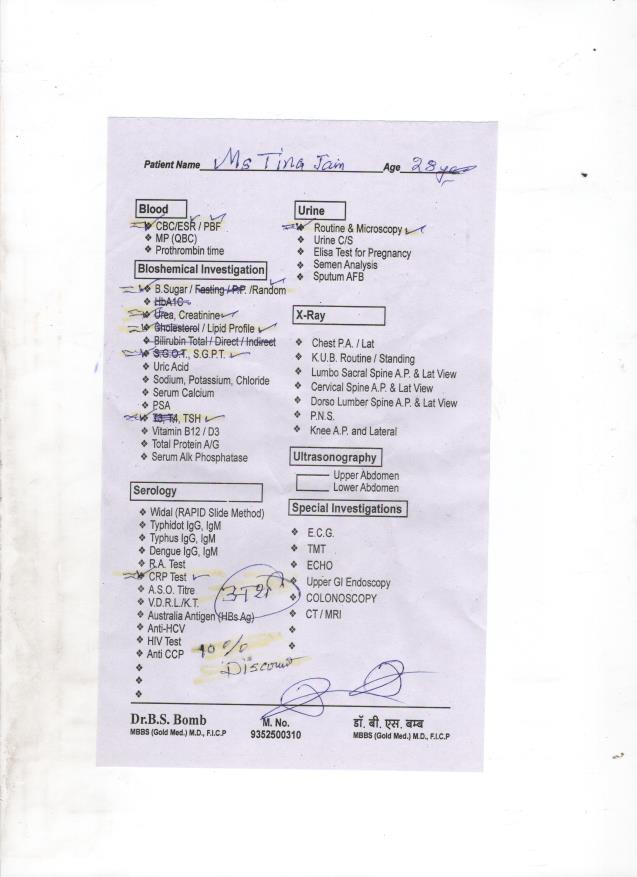 Patient Name Ms Tina Jain Age 28 yrs
Blood
❖ CBC/ESR / PBF
❖ MP (QBC)
❖ Prothrombin time
Bioshemical Investigation
❖ B.Sugar / Fasting / P.P. /Random
❖ HbA1C
❖ Urea, Creatinine
❖ Cholesterol / Lipid Profile
❖ Bilirubin Total / Direct / Indirect
❖ S.G.O.T., S.G.P.T.
❖ Uric Acid
❖ Sodium, Potassium, Chloride
❖ Serum Calcium
❖ PSA
❖ T3, T4, TSH
❖ Vitamin B12 / D3
❖ Total Protein A/G
❖ Serum Alk Phosphatase
Serology
❖ Widal (RAPID Slide Method)
❖ Typhidot IgG, IgM
❖ Typhus IgG, IgM
❖ Dengue IgG, IgM
❖ R.A. Test
❖ CRP Test
❖ A.S.O. Titre
❖ V.D.R.L./K.T.
❖ Australia Antigen (HBs Ag)
❖ Anti-HCV
❖ HIV Test
❖ Anti CCP
10%
Discount
Urine
❖ Routine & Microscopy
❖ Urine C/S
❖ Elisa Test for Pregnancy
❖ Semen Analysis
❖ Sputum AFB
X-Ray
❖ Chest P.A. / Lat
❖ K.U.B. Routine / Standing
❖ Lumbo Sacral Spine A.P. & Lat View
❖ Cervical Spine A.P. & Lat View
❖ Dorso Lumber Spine A.P. & Lat View
❖ P.N.S.
❖ Knee A.P. and Lateral
Ultrasonography
Upper Abdomen
Lower Abdomen
Special Investigations
❖ E.C.G.
❖ TMT
❖ ECHO
❖ Upper GI Endoscopy
❖ COLONOSCOPY
❖ CT / MRI
Dr.B.S. Bomb
MBBS (Gold Med.) M.D., F.I.C.P
M. No.
9352500310
डॉ. बी. एस. बम्ब
MBBS (Gold Med.) M.D., F.I.C.P